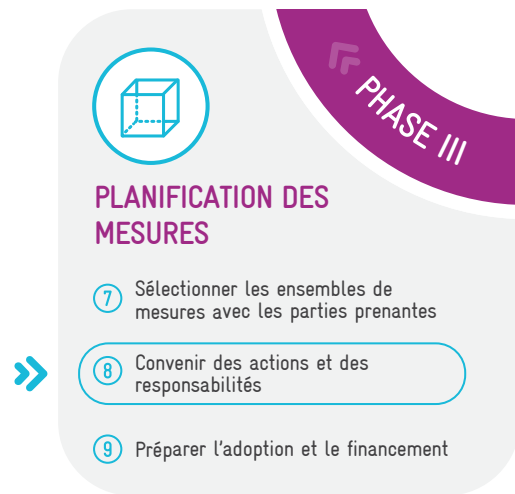 PHASE III
PLANIFICATION DES
MESURES
7 Sélectionner les ensembles de
mesures avec les parties prenantes
8 Convenir des actions et des
responsabilités
9 Préparer l'adoption et le financement